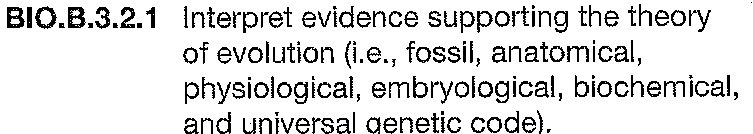 BIO.B.3.2.1 Interpret evidence supporting the theory
of evolution (i.e., fossil, anatomical,
physiological, embryological, biochemical,
and universal genetic code).